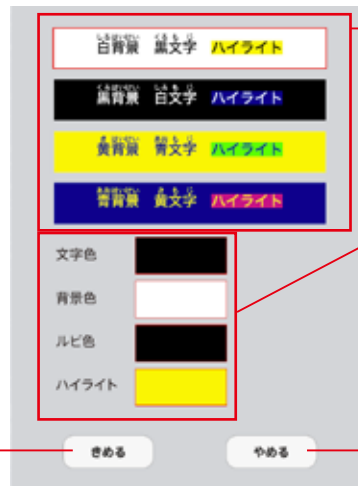 白背景 黒文字 ハイライト
黒背景 白文字 ハイライト
黄背景 青文字 ハイライト
青背景 黄文字 ハイライト
文字色
背景色
ルビ色
ハイライト
きめる やめる